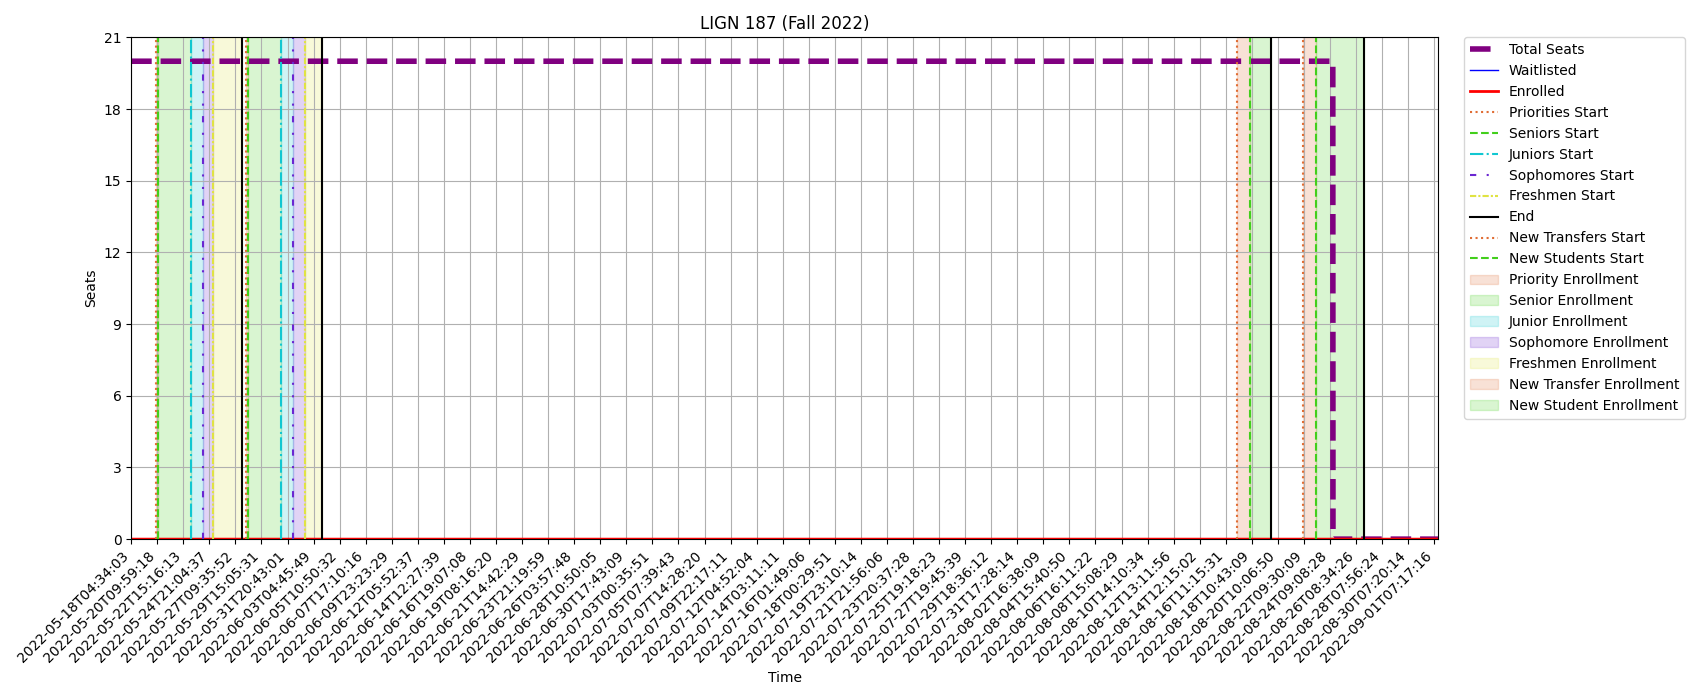 LIGN 187 (Fall 2022)
21
18
15
12
9
6
3
0
Seats
2022-05-18T04:34:03
2022-05-20T09:59:18
2022-05-22T15:16:13
2022-05-24T21:04:37
2022-05-27T09:35:52
2022-05-29T15:05:31
2022-05-31T20:43:01
2022-06-03T04:45:49
2022-06-05T10:50:32
2022-06-07T17:10:16
2022-06-09T23:23:29
2022-06-12T05:52:37
2022-06-14T12:27:39
2022-06-16T19:07:08
2022-06-19T08:16:20
2022-06-21T14:42:29
2022-06-23T21:19:59
2022-06-26T03:57:48
2022-06-28T10:50:05
2022-06-30T17:43:09
2022-07-03T00:35:51
2022-07-05T07:39:43
2022-07-07T14:28:20
2022-07-09T22:17:11
2022-07-12T04:52:04
2022-07-14T03:11:11
2022-07-16T01:49:06
2022-07-18T00:29:51
2022-07-19T23:10:14
2022-07-21T21:56:06
2022-07-23T20:37:28
2022-07-25T19:18:23
2022-07-27T19:45:39
2022-07-29T18:36:12
2022-07-31T17:28:14
2022-08-02T16:38:09
2022-08-04T15:40:50
2022-08-06T16:11:22
2022-08-08T15:08:29
2022-08-10T14:10:34
2022-08-12T13:11:56
2022-08-14T12:15:02
2022-08-16T11:15:31
2022-08-18T10:43:09
2022-08-20T10:06:50
2022-08-22T09:30:09
2022-08-24T09:08:28
2022-08-26T08:34:26
2022-08-28T07:56:24
2022-08-30T07:20:14
2022-09-01T07:17:16
Time
Total Seats
Waitlisted
Enrolled
Priorities Start
Seniors Start
Juniors Start
Sophomores Start
Freshmen Start
End
New Transfers Start
New Students Start
Priority Enrollment
Senior Enrollment
Junior Enrollment
Sophomore Enrollment
Freshmen Enrollment
New Transfer Enrollment
New Student Enrollment